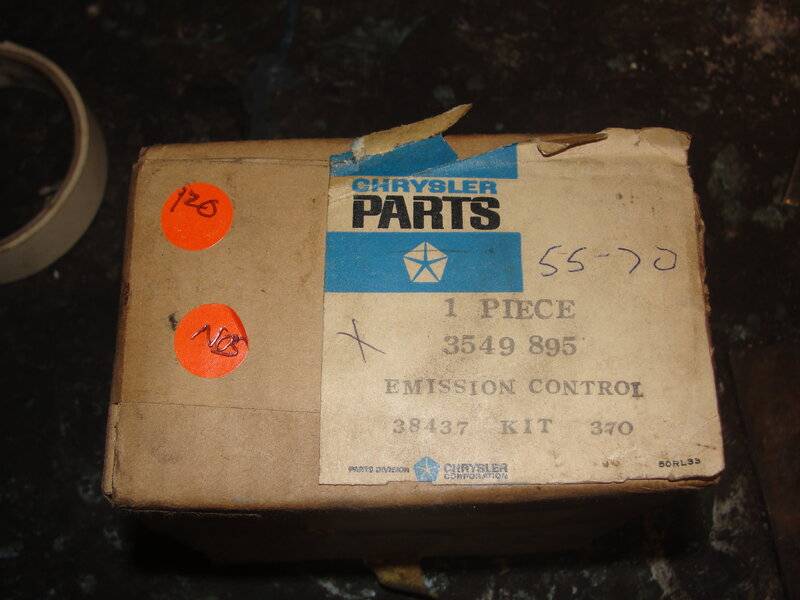 120
NOS
CHRYSLER
PARTS
55-70
1 PIECE
X
3549 895
EMISSION CONTROL
38437 KIT 370
PARTS DIVISION CHRYSLER
CORPORATION
50RL33